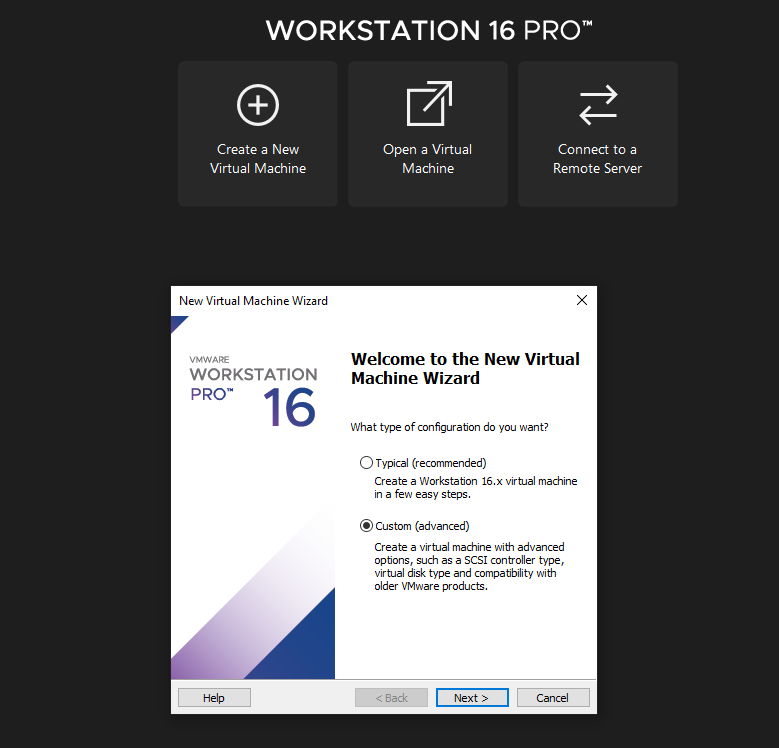 WORKSTATION 16 PRO™
Create a New
Virtual Machine
Open a Virtual
Machine
Connect to a
Remote Server
New Virtual Machine Wizard
VMWARE
WORKSTATION
PRO™
16
Welcome to the New Virtual
Machine Wizard
What type of configuration do you want?
Typical (recommended)
Create a Workstation 16.x virtual machine
in a few easy steps.
Custom (advanced)
Create a virtual machine with advanced
options, such as a SCSI controller type,
virtual disk type and compatibility with
older VMware products.
Help
< Back
Next >
Cancel